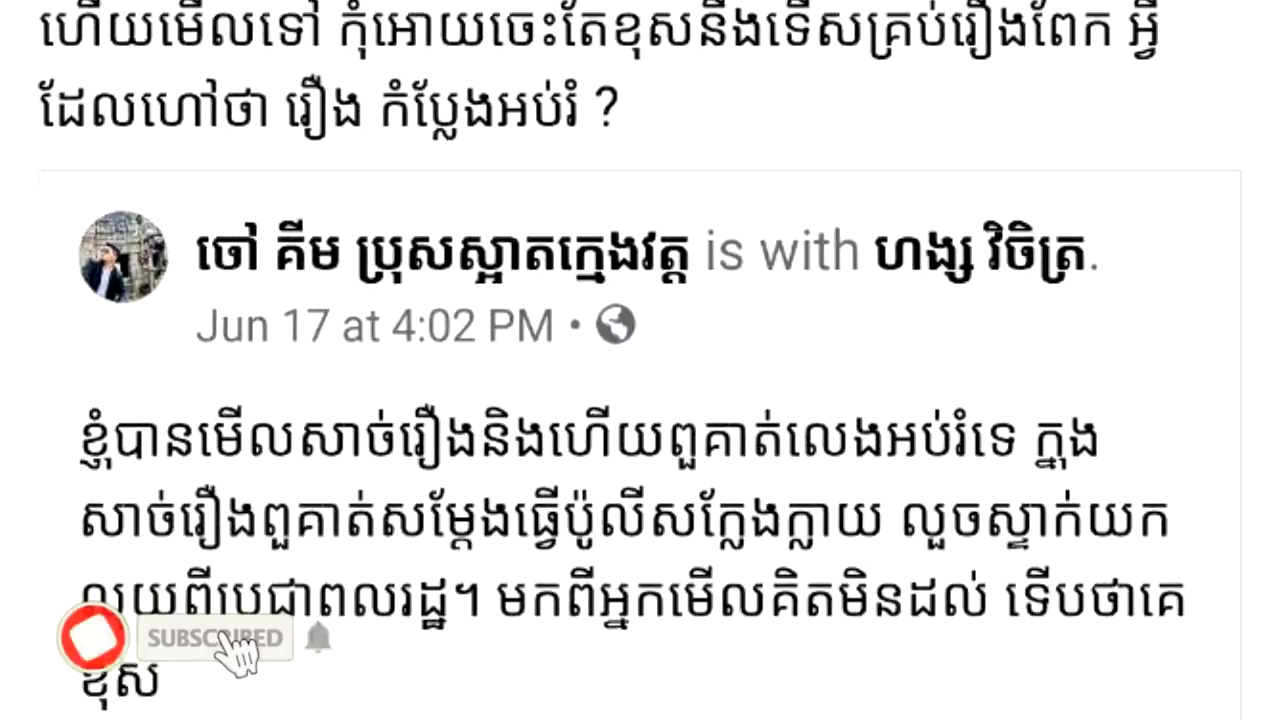 ហើយមើលទៅ កុំអោយចេះតែខុសនឹងទើសគ្រប់រឿងពែក អ្វី
ដែលហៅថា រឿង កំប្លែងអប់រំ ?
ចៅ គីម ប្រុសស្អាតក្មេងវត្ត is with ហង្ស វិចិត្រ.
Jun 17 at 4:02 PM •
ខ្ញុំបានមើលសាច់រឿងនិងហើយពួគាត់លេងអប់រំទេ ក្នុង
សាច់រឿងពួគាត់សម្ដែងធ្វើប៉ូលីសក្លែងក្លាយ លួចស្ទាក់យក
លុយពីប្រជាពលរដ្ឋ។ មកពីអ្នកមើលគិតមិនដល់ ទើបថាគេ
SUBSCRIBED
ខុស